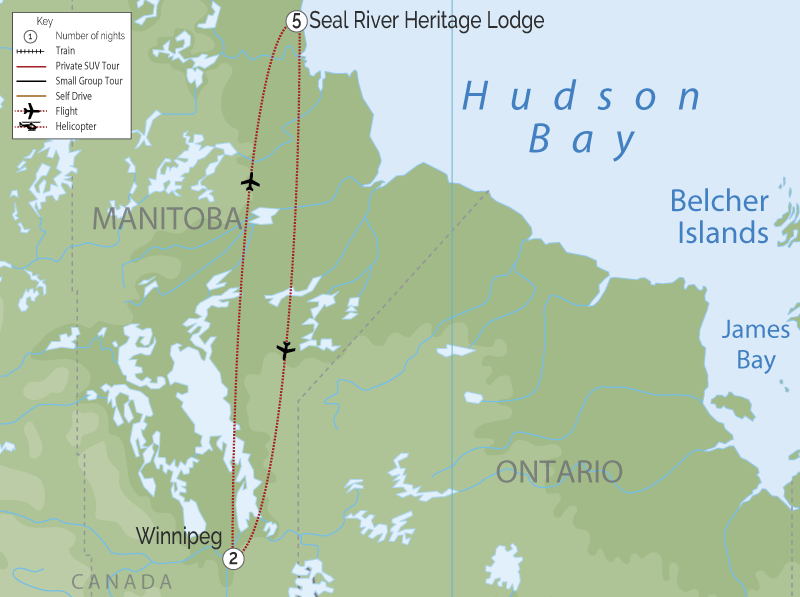 Key
1 Number of nights
Train
Private SUV Tour
Small Group Tour
Self Drive
Flight
Helicopter
5 Seal River Heritage Lodge
Hudson
Bay
MANITOBA
Belcher
Islands
James
Bay
ONTARIO
Winnipeg
2
CANADA